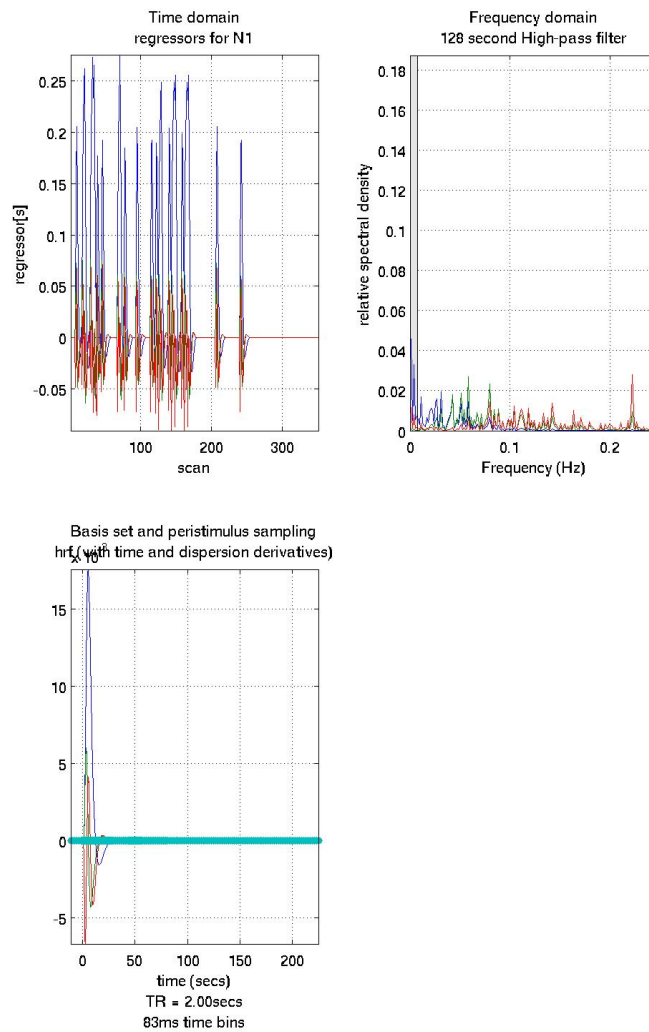 Time domain
regressors for N1
0.25
0.2
0.15
0.1
0.05
0
-0.05
regressor[s]
100
200
300
scan
Frequency domain
128 second High-pass filter
0.18
0.16
0.14
0.12
0.1
0.08
0.06
0.04
0.02
0
relative spectral density
0
0.1
0.2
Frequency (Hz)
Basis set and peristimulus sampling
hrf (with time and dispersion derivatives)
15
10
5
0
-5
0
50
100
150
200
time (secs)
TR = 2.00secs
83ms time bins